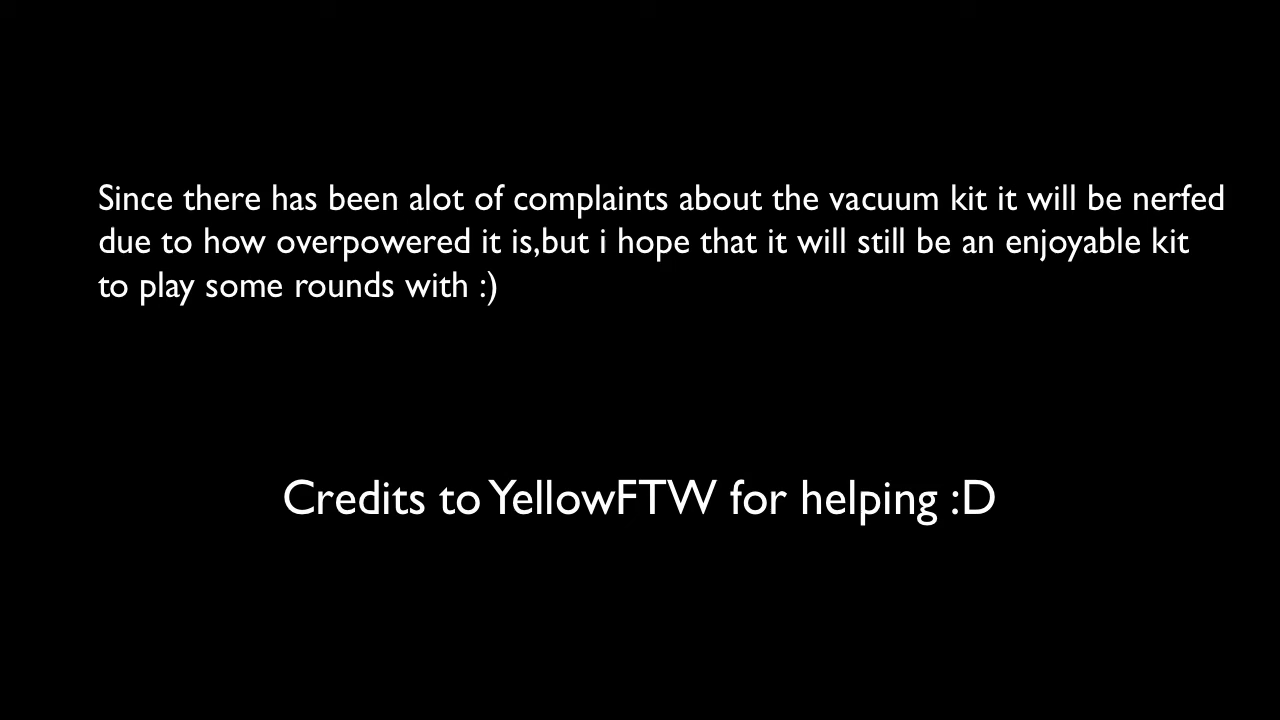 Since there has been alot of complaints about the vacuum kit it will be nerfed
due to how overpowered it is,but i hope that it will still be an enjoyable kit
to play some rounds with :)
Credits to YellowFTW for helping :D